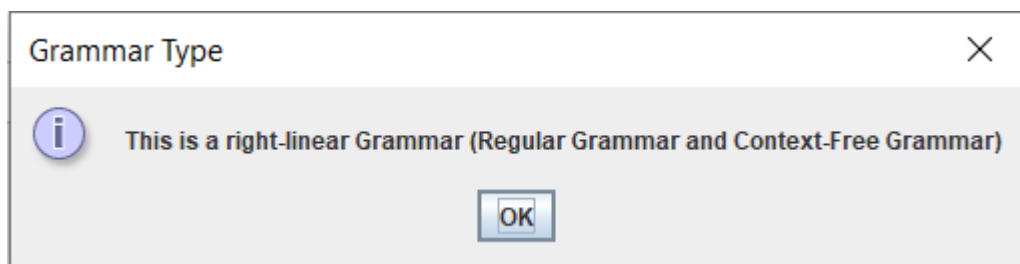 Grammar Type
This is a right-linear Grammar (Regular Grammar and Context-Free Grammar)
OK